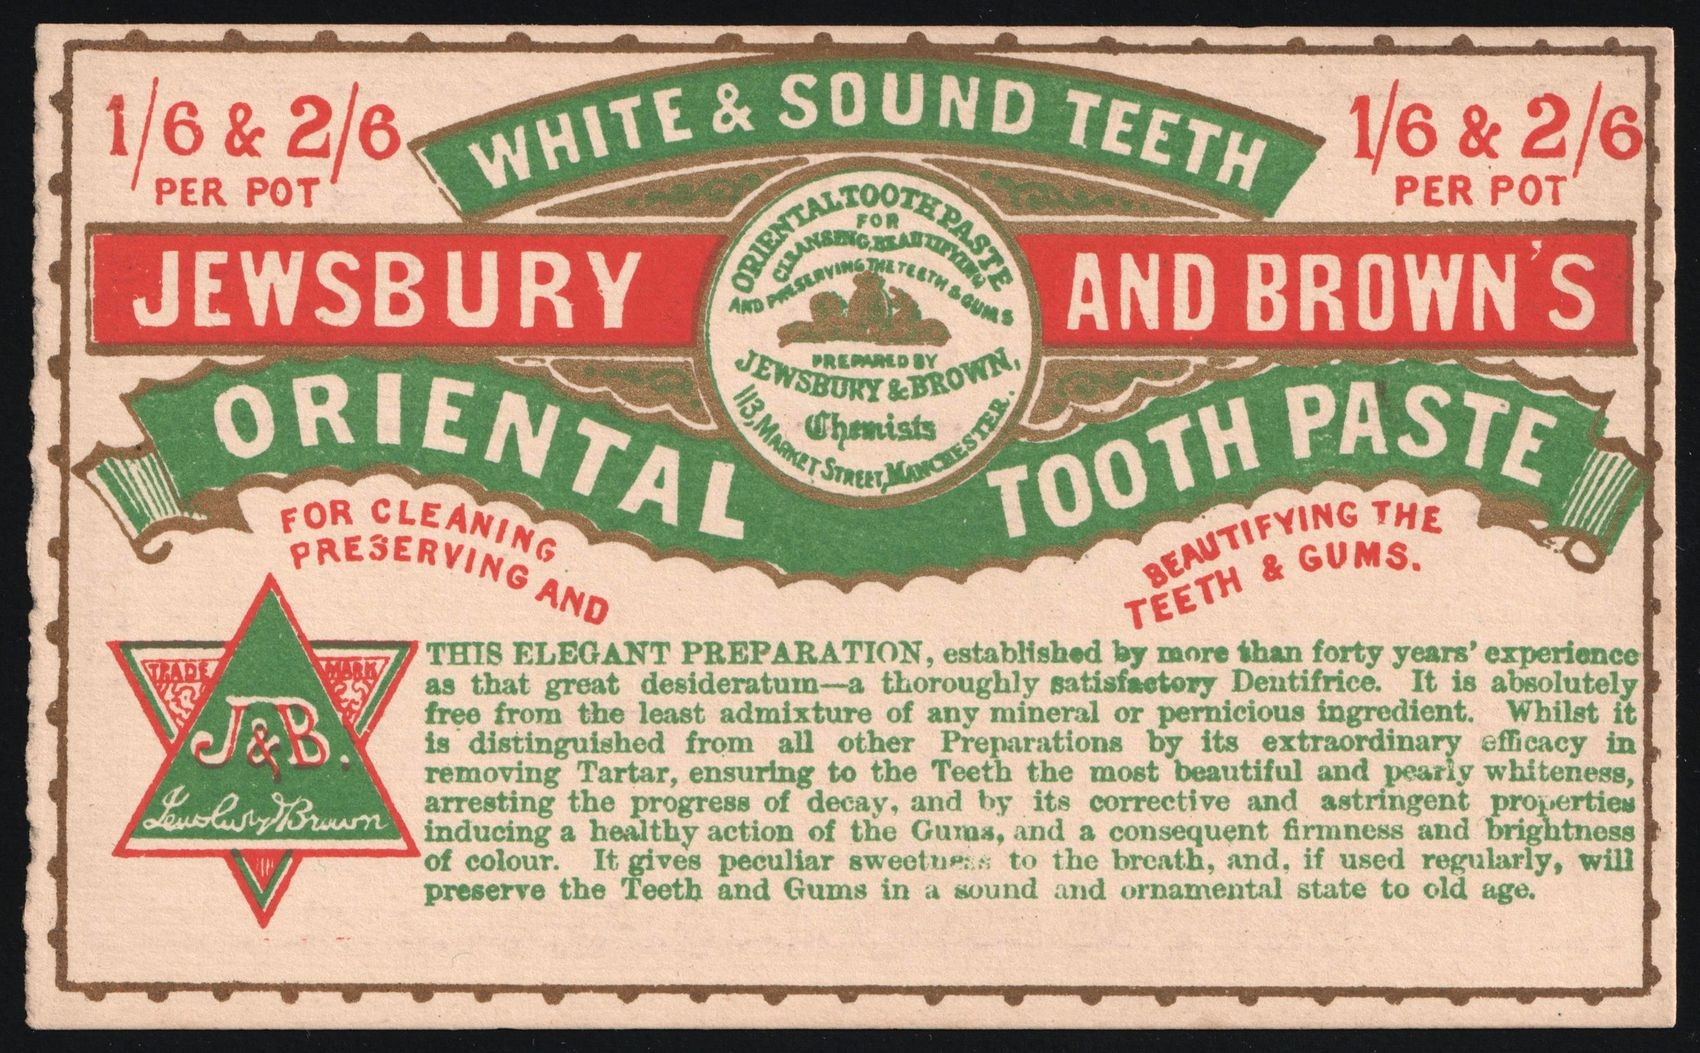 1/6 & 2/6
PER POT
WHITE & SOUND TEETH
1/6 & 2/6
PER POT
JEWSBURY
AND BROWN'S
ORIENTAL TOOTH PASTE
FOR
CLEANSING, BEAUTIFYING
AND PRESERVING THE TEETH & GUMS
PREPARED BY
JEWSBURY & BROWN,
Chemists
113, MARKET STREET, MANCHESTER.
ORIENTAL
TOOTH PASTE
FOR CLEANING
PRESERVING AND
BEAUTIFYING THE
TEETH & GUMS.
TRADE MARK
J&B.
Jewsbury & Brown
THIS ELEGANT PREPARATION, established by more than forty years' experience
as that great desideratum—a thoroughly satisfactory Dentifrice. It is absolutely
free from the least admixture of any mineral or pernicious ingredient. Whilst it
is distinguished from all other Preparations by its extraordinary efficacy in
removing Tartar, ensuring to the Teeth the most beautiful and pearly whiteness,
arresting the progress of decay, and by its corrective and astringent properties
inducing a healthy action of the Gums, and a consequent firmness and brightness
of colour. It gives peculiar sweetness to the breath, and, if used regularly, will
preserve the Teeth and Gums in a sound and ornamental state to old age.